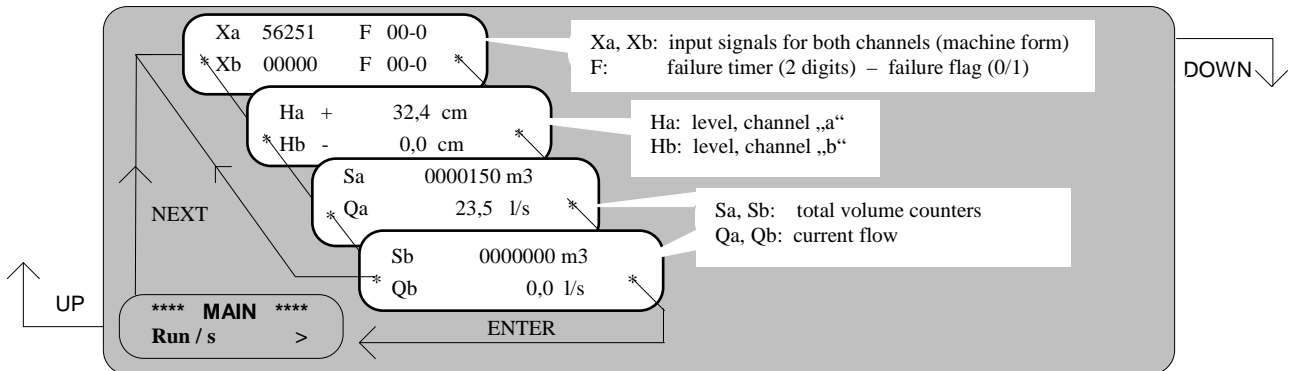 Xa 56251 F 00-0
* Xb 00000 F 00-0 *
Xa, Xb: input signals for both channels (machine form)
F: failure timer (2 digits) – failure flag (0/1)
DOWN
Ha + 32,4 cm
* Hb - 0,0 cm *
Ha: level, channel „a“
Hb: level, channel „b“
Sa 0000150 m3
* Qa 23,5 l/s *
NEXT
Sa, Sb: total volume counters
Qa, Qb: current flow
Sb 0000000 m3
* Qb 0,0 l/s *
UP
**** MAIN ****
Run / s >
ENTER